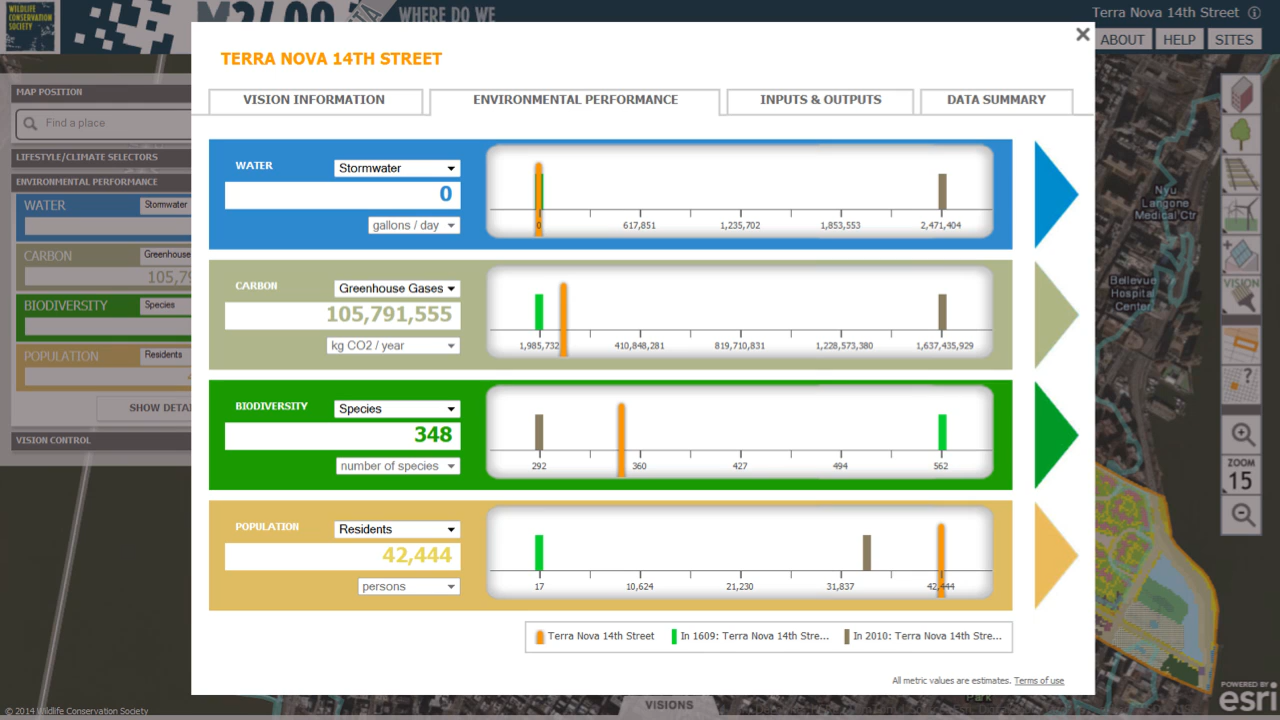 WILDLIFE
CONSERVATION
SOCIETY
WHERE DO WE
Terra Nova 14th Street
ABOUT
HELP
SITES
TERRA NOVA 14TH STREET
VISION INFORMATION
ENVIRONMENTAL PERFORMANCE
INPUTS & OUTPUTS
DATA SUMMARY
MAP POSITION
Find a place
LIFESTYLE/CLIMATE SELECTORS
ENVIRONMENTAL PERFORMANCE
WATER
Stormwater
CARBON
Greenhouse
105,79
BIODIVERSITY
Species
POPULATION
Residents
SHOW DETAI
VISION CONTROL
WATER
Stormwater
0
gallons / day
0
617,851
1,235,702
1,853,553
2,471,404
CARBON
Greenhouse Gases
105,791,555
kg CO2 / year
1,985,732
410,848,281
819,710,831
1,228,573,380
1,637,435,929
BIODIVERSITY
Species
348
number of species
292
360
427
494
562
POPULATION
Residents
42,444
persons
17
10,624
21,230
31,837
42,444
Terra Nova 14th Street
In 1609: Terra Nova 14th Stre...
In 2010: Terra Nova 14th Stre...
All metric values are estimates. Terms of use
Nyu
Langone
Medical Ctr
Bellevue
Hospital
Center
VISION
?
ZOOM
15
POWERED BY
esri
VISIONS
Park
© 2014 Wildlife Conservation Society